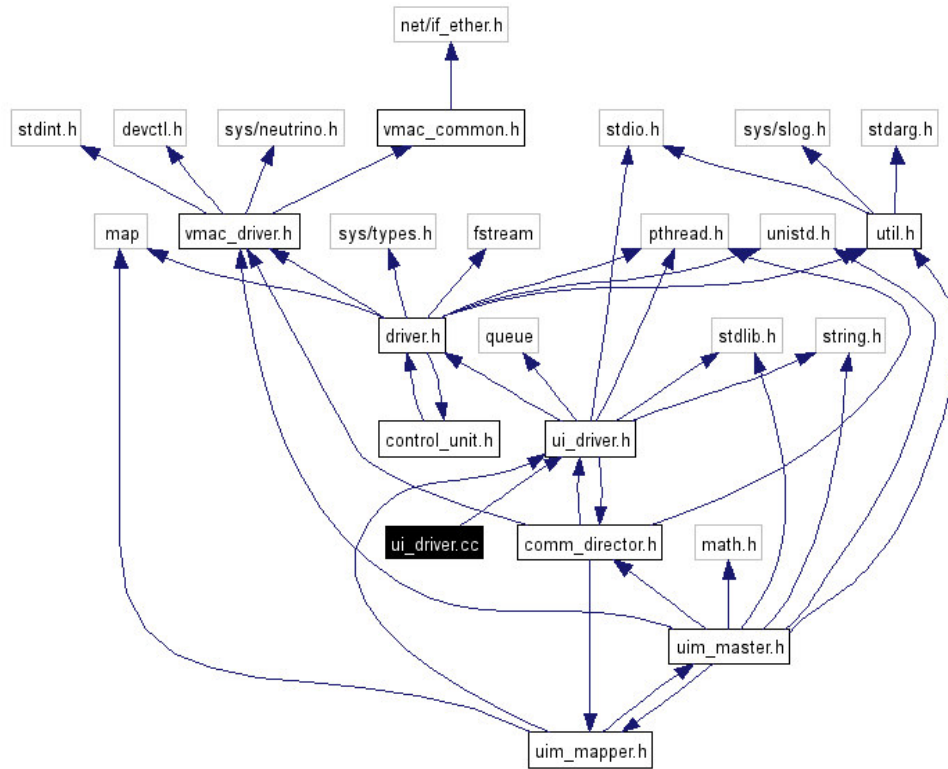 net/if_ether.h
stdint.h
devctl.h
sys/neutrino.h
vmac_common.h
stdio.h
sys/slog.h
stdarg.h
map
vmac_driver.h
sys/types.h
fstream
pthread.h
unistd.h
util.h
driver.h
queue
stdlib.h
string.h
control_unit.h
ui_driver.h
ui_driver.cc
comm_director.h
math.h
uim_master.h
uim_mapper.h